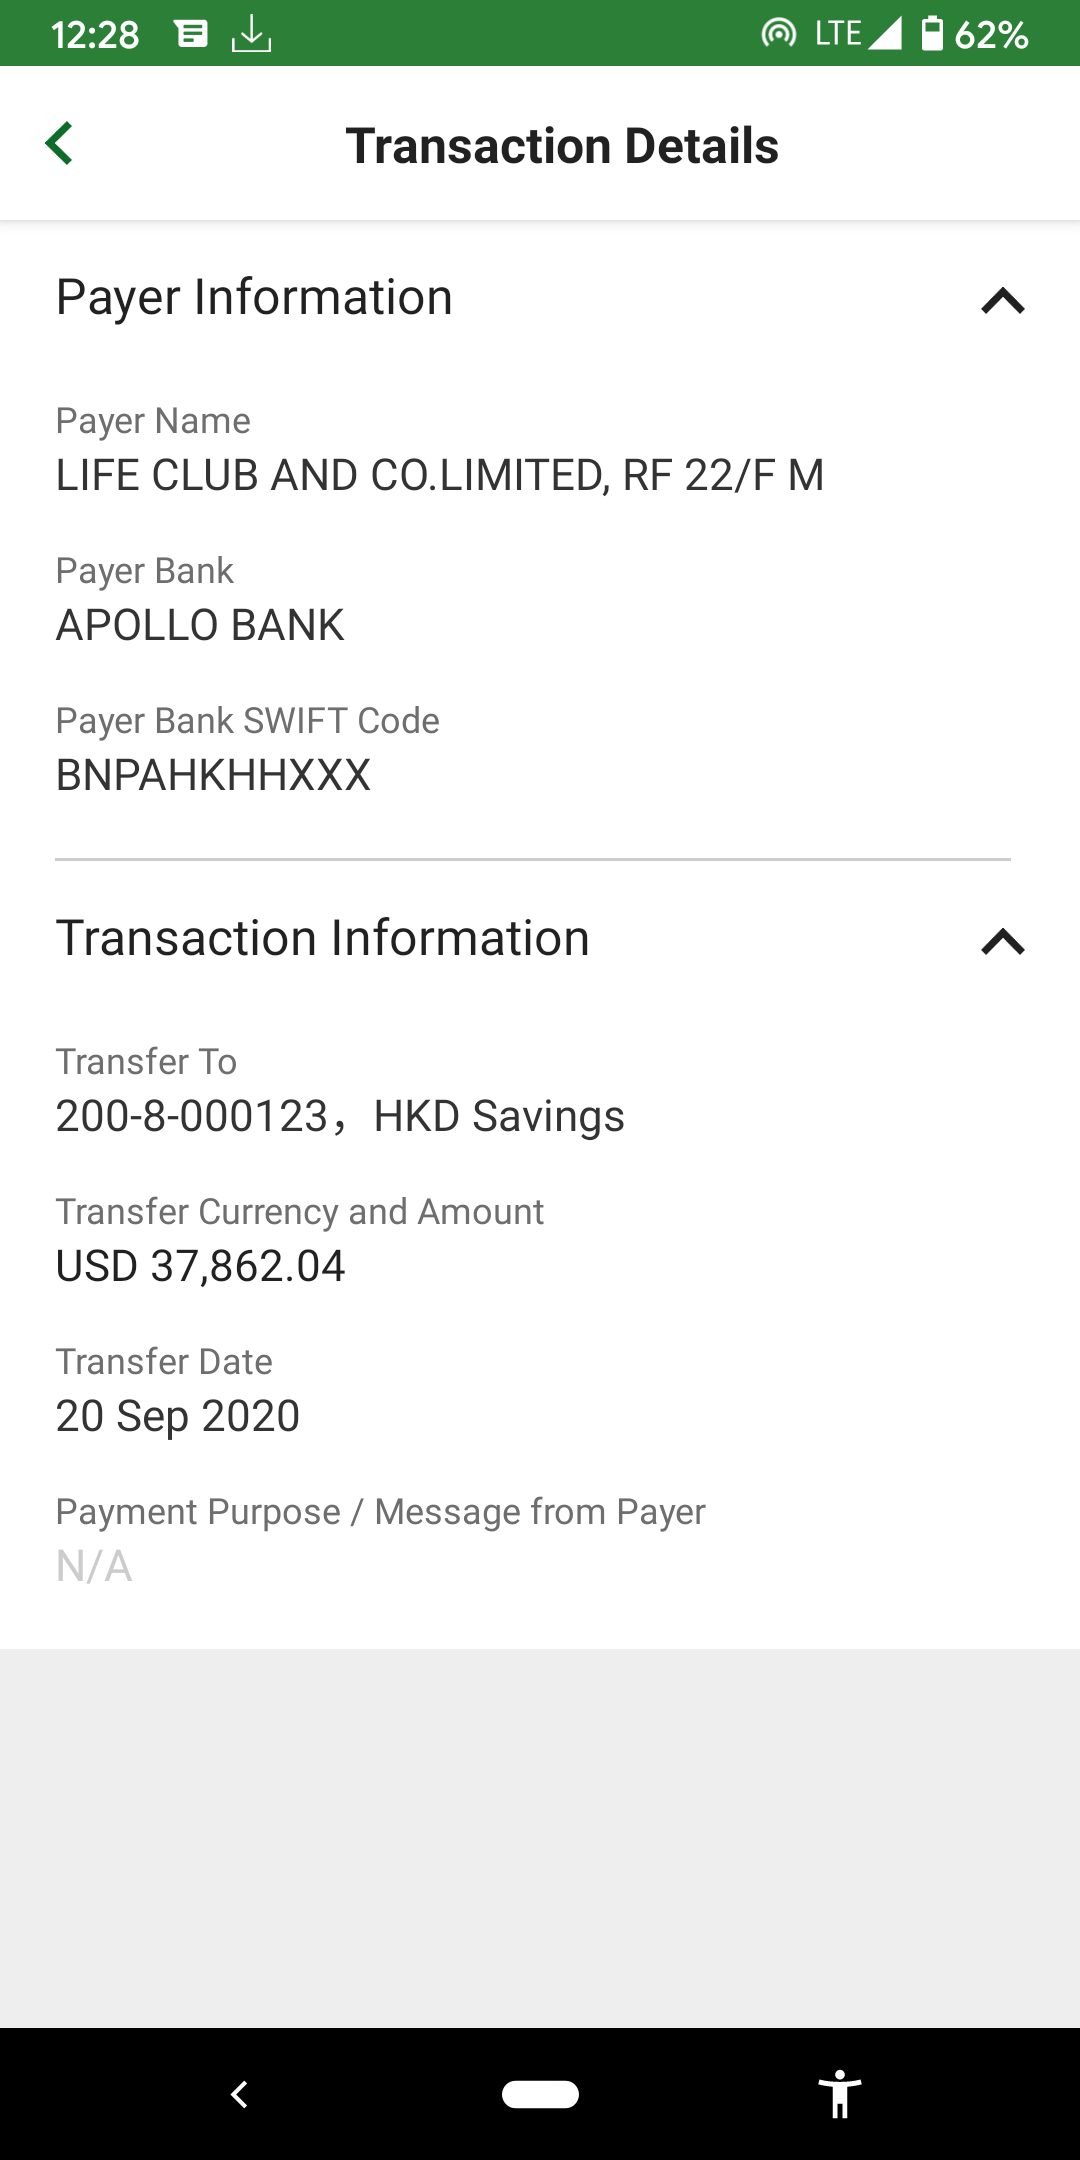 12:28 LTE 62%
Transaction Details
Payer Information
Payer Name
LIFE CLUB AND CO.LIMITED, RF 22/F M
Payer Bank
APOLLO BANK
Payer Bank SWIFT Code
BNPAHKHHXXX
Transaction Information
Transfer To
200-8-000123，HKD Savings
Transfer Currency and Amount
USD 37,862.04
Transfer Date
20 Sep 2020
Payment Purpose / Message from Payer
N/A